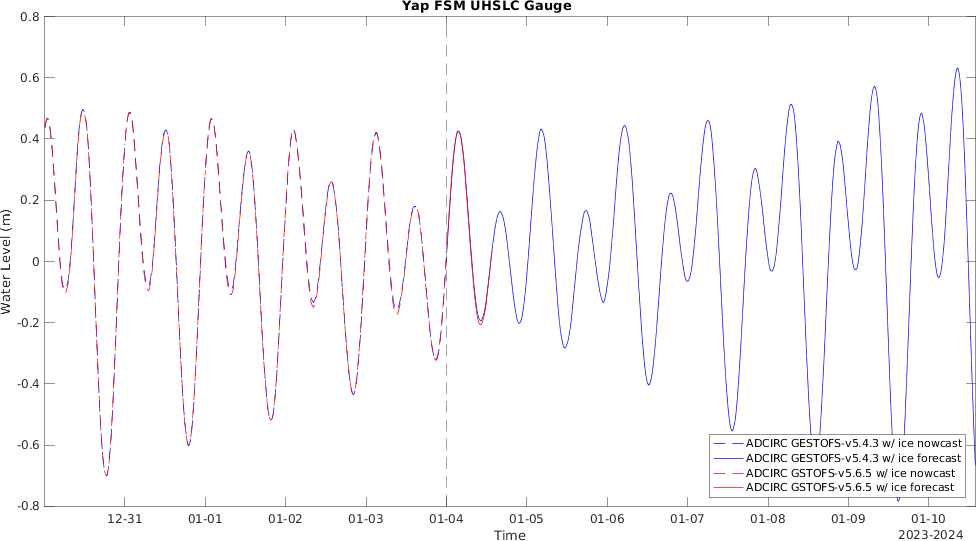 Yap FSM UHSLC Gauge
0.8
0.6
0.4
0.2
0
-0.2
-0.4
-0.6
-0.8
Water Level (m)
ADCIRC GESTOFS-v5.4.3 w/ ice nowcast
ADCIRC GESTOFS-v5.4.3 w/ ice forecast
ADCIRC GSTOFS-v5.6.5 w/ ice nowcast
ADCIRC GSTOFS-v5.6.5 w/ ice forecast
12-31 01-01 01-02 01-03 01-04 01-05 01-06 01-07 01-08 01-09 01-10
Time
2023-2024